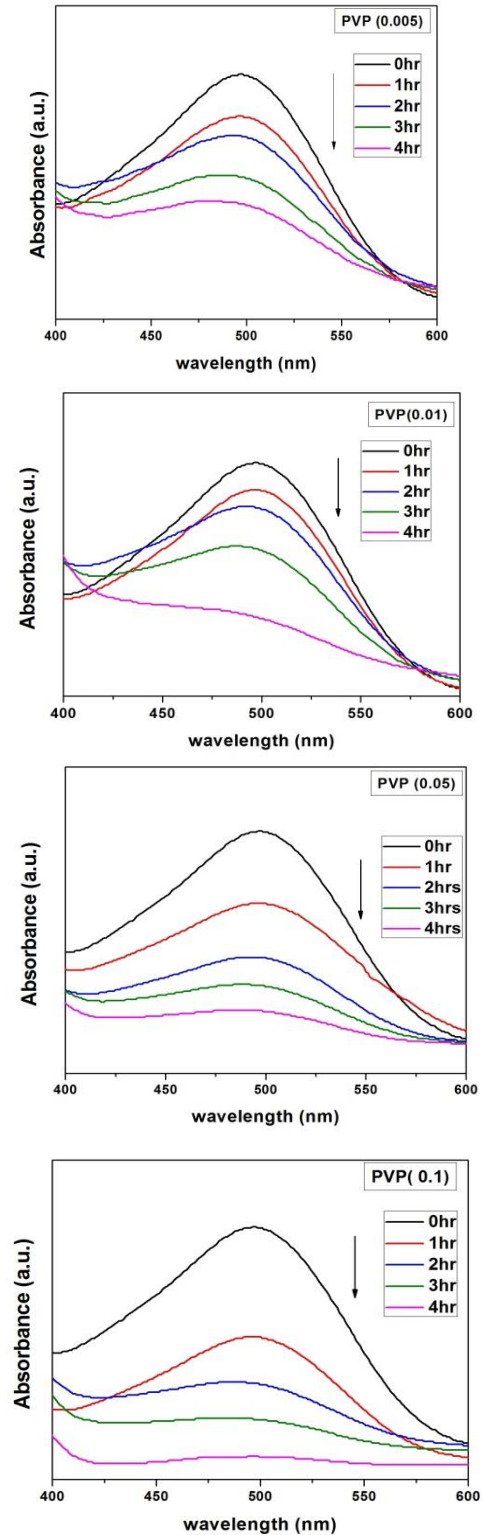 PVP (0.005)
0hr
1hr
2hr
3hr
4hr
Absorbance (a.u.)
400 450 500 550 600
wavelength (nm)
PVP(0.01)
0hr
1hr
2hr
3hr
4hr
Absorbance (a.u.)
400 450 500 550 600
wavelength (nm)
PVP (0.05)
0hr
1hr
2hrs
3hrs
4hrs
Absorbance (a.u.)
400 450 500 550 600
wavelength (nm)
PVP( 0.1)
0hr
1hr
2hr
3hr
4hr
Absorbance (a.u.)
400 450 500 550 600
wavelength (nm)